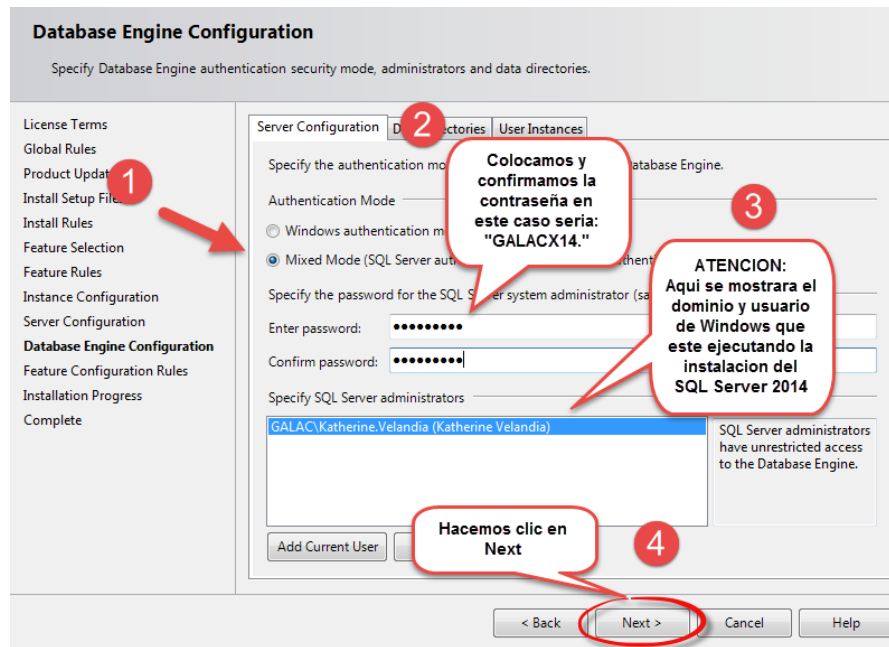 Database Engine Configuration
Specify Database Engine authentication security mode, administrators and data directories.
License Terms
Global Rules
Product Updat
Install Setup File
Install Rules
Feature Selection
Feature Rules
Instance Configuration
Server Configuration
Database Engine Configuration
Feature Configuration Rules
Installation Progress
Complete
1
Server Configuration
2
User Instances
Specify the authentication mo
atabase Engine.
Authentication Mode
Windows authentication m
Mixed Mode (SQL Server aut
Specify the password for the SQL S er system administrator (sa
Enter password: ●●●●●●●●●
Confirm password: ●●●●●●●●●
Specify SQL Server administrators
GALAC\Katherine.Velandia (Katherine Velandia)
SQL Server administrators
have unrestricted access
to the Database Engine.
Add Current User
Colocamos y
confirmamos la
contraseña en
este caso seria:
"GALACX14."
3
ATENCION:
Aqui se mostrara el
dominio y usuario
de Windows que
este ejecutando la
instalacion del
SQL Server 2014
Hacemos clic en
Next
4
< Back
Next >
Cancel
Help